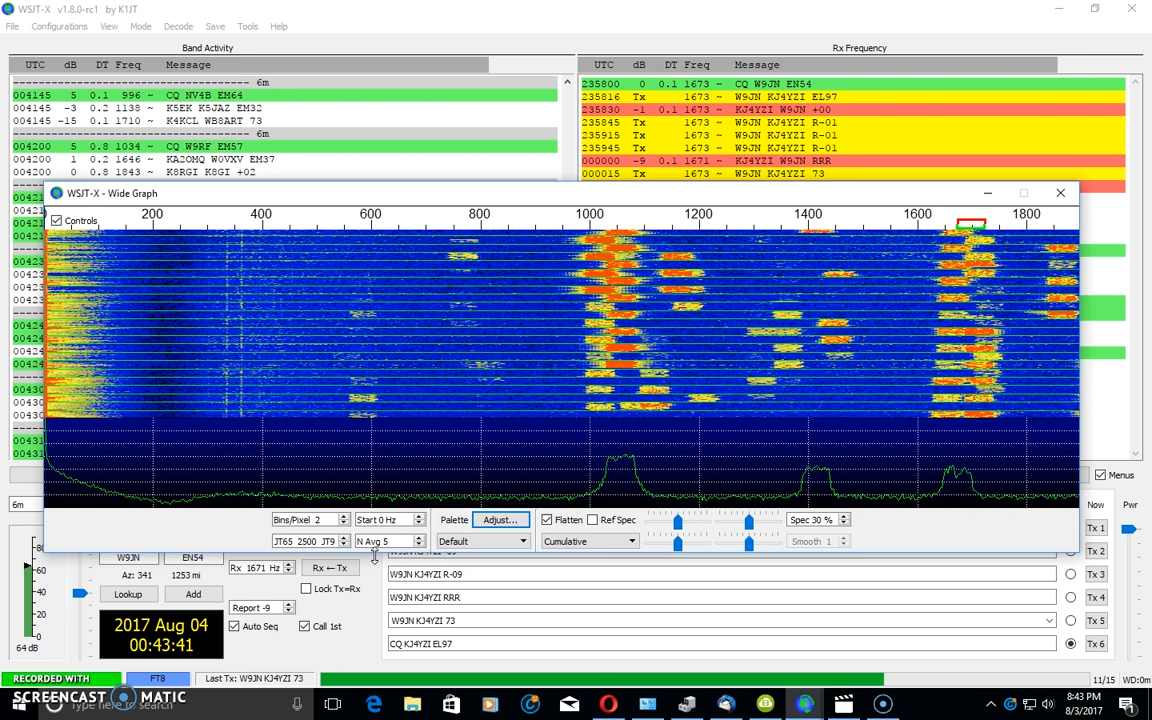 WSJT-X v1.8.0-rc1 by K1JT
File Configurations View Mode Decode Save Tools Help
Band Activity
UTC dB DT Freq Message
------------------------------- 6m
004145 5 0.1 996 ~ CQ NV4B EM64
004145 -3 0.2 1138 ~ K5EK K5JAZ EM32
004145 -15 0.1 1710 ~ K4KCL WB8ART 73
------------------------------- 6m
004200 5 0.8 1034 ~ CQ W9RF EM57
004200 1 0.2 1646 ~ KA2OMQ W0VXV EM37
004200 0 0.8 1843 ~ K8RGI K8GI +02
Rx Frequency
UTC dB DT Freq Message
235800 0 0.1 1673 ~ CQ W9JN EN54
235816 Tx 1673 ~ W9JN KJ4YZI EL97
235830 -1 0.1 1673 ~ KJ4YZI W9JN +00
235845 Tx 1673 ~ W9JN KJ4YZI R-01
235915 Tx 1673 ~ W9JN KJ4YZI R-01
235945 Tx 1673 ~ W9JN KJ4YZI R-01
000000 -9 0.1 1671 ~ KJ4YZI W9JN RRR
000015 Tx 1673 ~ W9JN KJ4YZI 73
WSJT-X - Wide Graph
Controls 200 400 600 800 1000 1200 1400 1600 1800
Bins/Pixel 2 Start 0 Hz Palette Adjust... Flatten Ref Spec Spec 30 %
JT65 2500 JT9 N Avg 5 Default Cumulative Smooth 1
Menus
6m
Now Pwr
Tx 1
Tx 2
W9JN KJ4YZI R-09 Tx 3
W9JN KJ4YZI RRR Tx 4
W9JN KJ4YZI 73 Tx 5
CQ KJ4YZI EL97 Tx 6
60
40
20
0
64 dB
W9JN EN54
Az: 341 1253 mi
Lookup Add
2017 Aug 04
00:43:41
Rx 1671 Hz Rx ← Tx
Lock Tx=Rx
Report -9
Auto Seq Call 1st
RECORDED WITH FT8 Last Tx: W9JN KJ4YZI 73 11/15 WD:0m
SCREENCAST MATIC
Type here to search
8:43 PM
8/3/2017
1